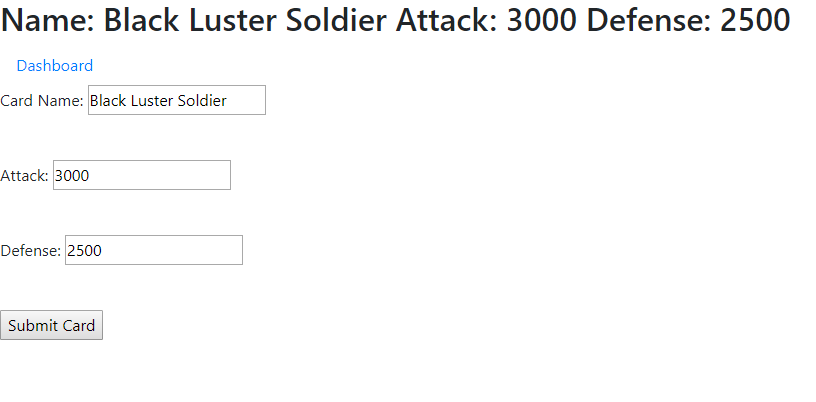 Name: Black Luster Soldier Attack: 3000 Defense: 2500
Dashboard
Card Name: Black Luster Soldier
Attack: 3000
Defense: 2500
Submit Card